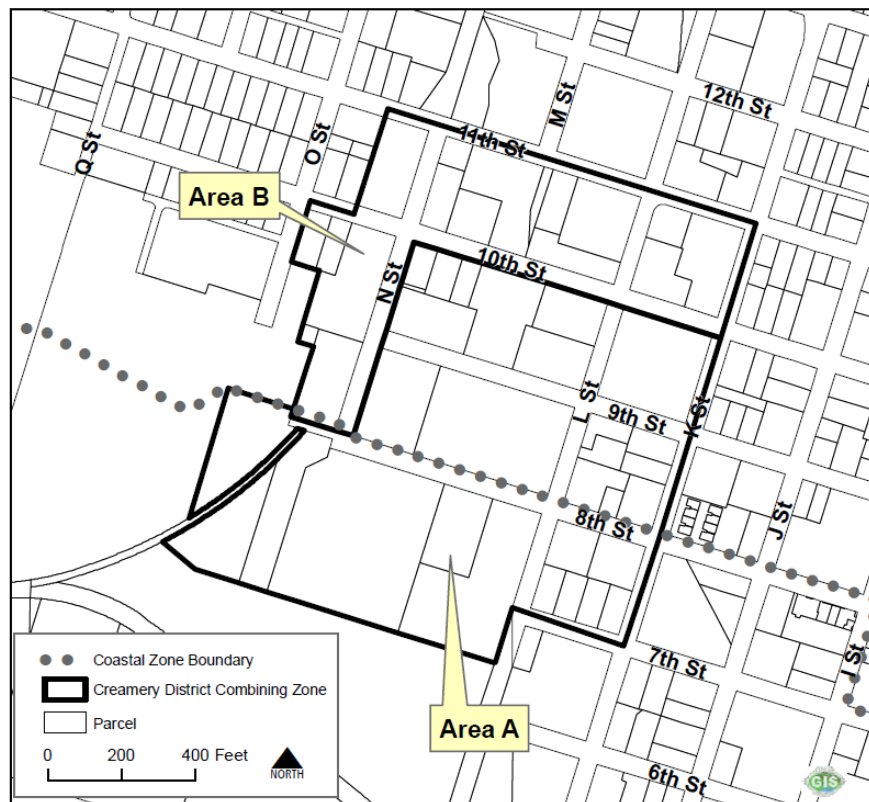 12th St
M St
11th St
O St
Q St
Area B
10th St
N St
L St
9th St
K St
8th St
J St
7th St
I St
Area A
6th St
Coastal Zone Boundary
Creamery District Combining Zone
Parcel
0 200 400 Feet
NORTH
GIS